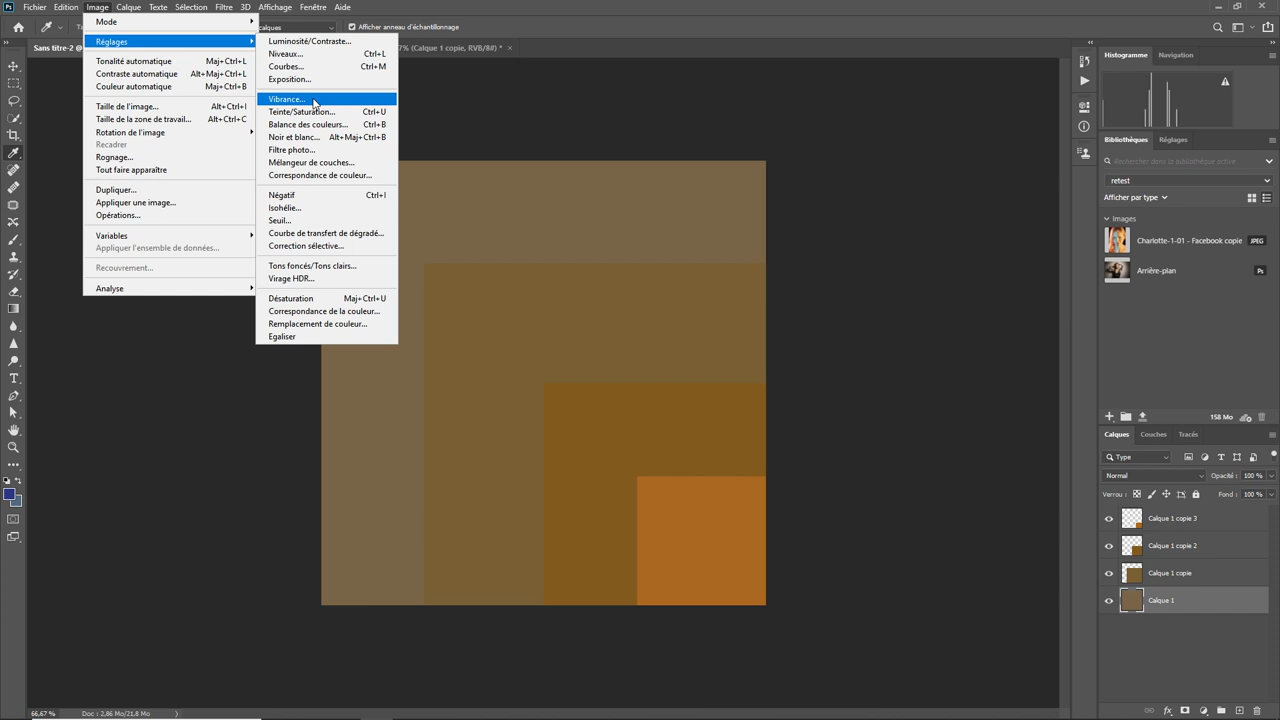 Ps Fichier Edition Image Calque Texte Sélection Filtre 3D Affichage Fenêtre Aide
calques Afficher anneau d'échantillonnage
Sans titre-2 @
7% (Calque 1 copie, RVB/8#) * ×
Mode
Réglages
Tonalité automatique Maj+Ctrl+L
Contraste automatique Alt+Maj+Ctrl+L
Couleur automatique Maj+Ctrl+B
Taille de l'image... Alt+Ctrl+I
Taille de la zone de travail... Alt+Ctrl+C
Rotation de l'image
Recadrer
Rognage...
Tout faire apparaître
Dupliquer...
Appliquer une image...
Opérations...
Variables
Appliquer l'ensemble de données...
Recouvrement...
Analyse
Luminosité/Contraste...
Niveaux... Ctrl+L
Courbes... Ctrl+M
Exposition...
Vibrance...
Teinte/Saturation... Ctrl+U
Balance des couleurs... Ctrl+B
Noir et blanc... Alt+Maj+Ctrl+B
Filtre photo...
Mélangeur de couches...
Correspondance de couleur...
Négatif Ctrl+I
Isohélie...
Seuil...
Courbe de transfert de dégradé...
Correction sélective...
Tons foncés/Tons clairs...
Virage HDR...
Désaturation Maj+Ctrl+U
Correspondance de la couleur...
Remplacement de couleur...
Egaliser
Histogramme Navigation
Bibliothèques Réglages
Rechercher dans la bibliothèque active
retest
Afficher par type
Images
Charlotte-1-01 - Facebook copie JPEG
Arrière-plan Ps
158 Mo
Calques Couches Tracés
Type
Normal Opacité : 100 %
Verrou : Fond : 100 %
Calque 1 copie 3
Calque 1 copie 2
Calque 1 copie
Calque 1
66,67 % Doc : 2,86 Mo/21,8 Mo